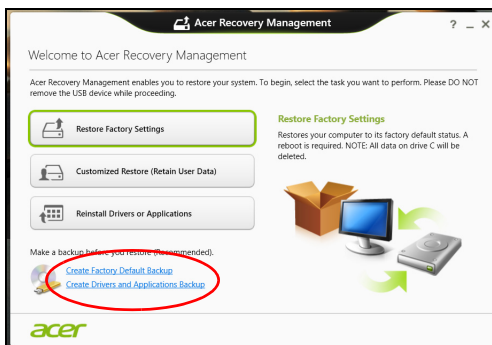 Acer Recovery Management
? _ X
Welcome to Acer Recovery Management
Acer Recovery Management enables you to restore your system. To begin, select the task you want to perform. Please DO NOT
remove the USB device while proceeding.
Restore Factory Settings
Customized Restore (Retain User Data)
Reinstall Drivers or Applications
Restore Factory Settings
Restores your computer to its factory default status. A
reboot is required. NOTE: All data on drive C will be
deleted.
Make a backup before you restore (Recommended).
Create Factory Default Backup
Create Drivers and Applications Backup
acer